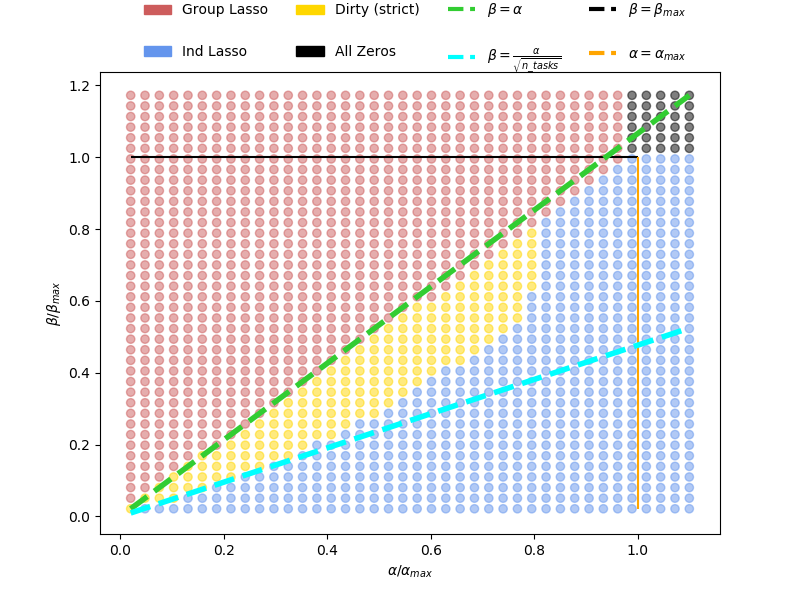 Group Lasso Dirty (strict) β = α β = β_max
Ind Lasso All Zeros β = α/√n_tasks α = α_max
1.2
1.0
0.8
0.6
0.4
0.2
0.0
β/β_max
0.0 0.2 0.4 0.6 0.8 1.0
α/α_max